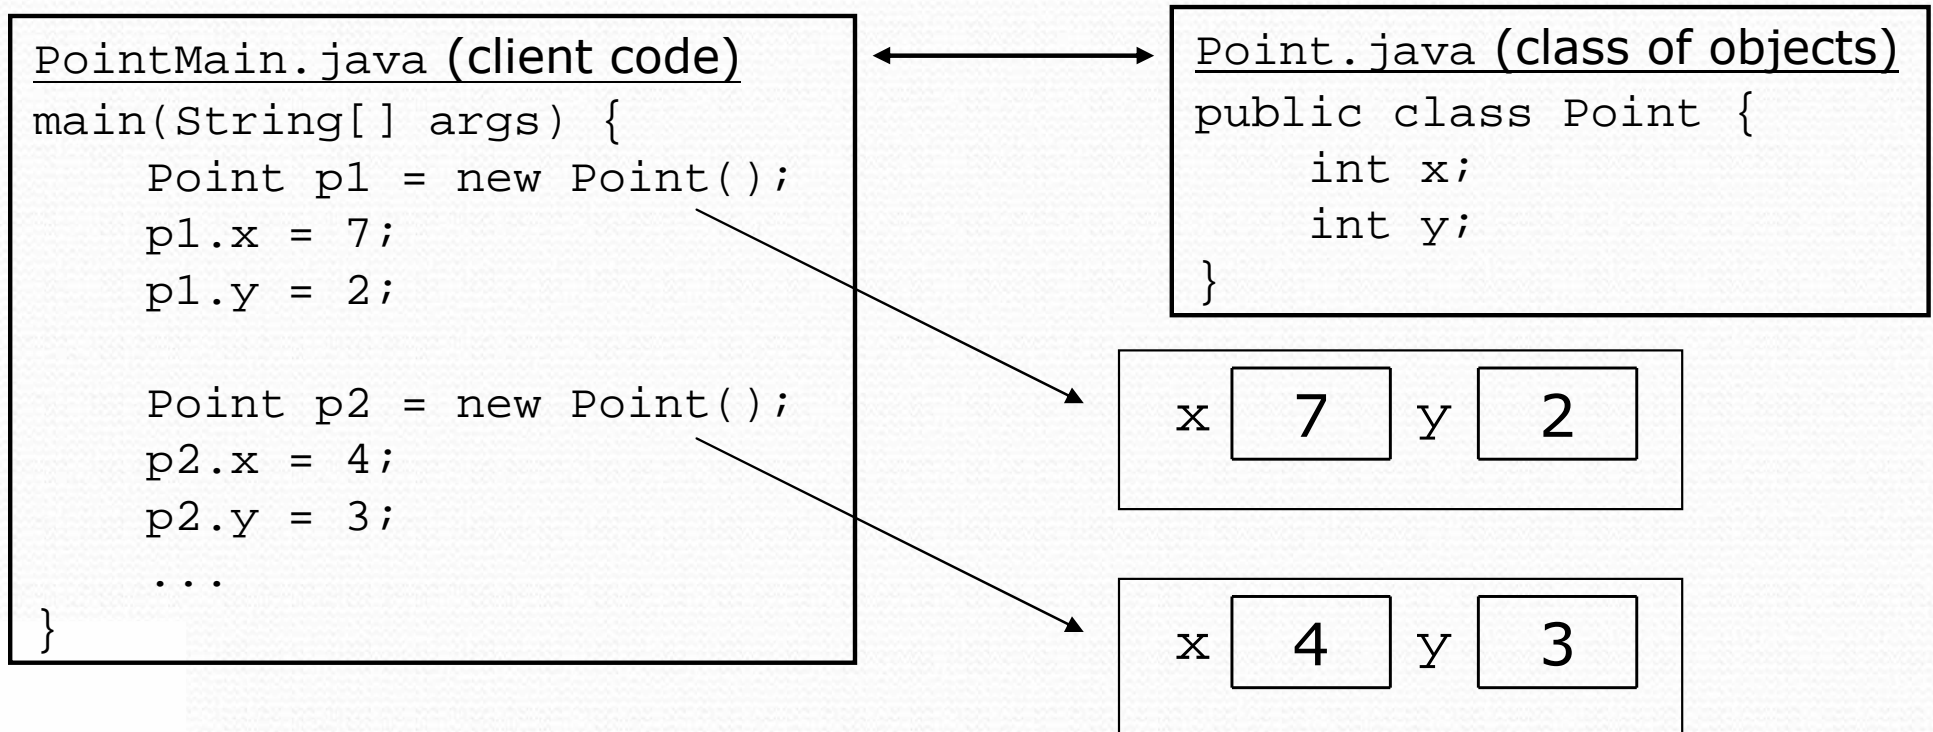 PointMain.java (client code)
main(String[] args) {
    Point p1 = new Point();
    p1.x = 7;
    p1.y = 2;

    Point p2 = new Point();
    p2.x = 4;
    p2.y = 3;
    ...
}
Point.java (class of objects)
public class Point {
    int x;
    int y;
}
x 7 y 2
x 4 y 3